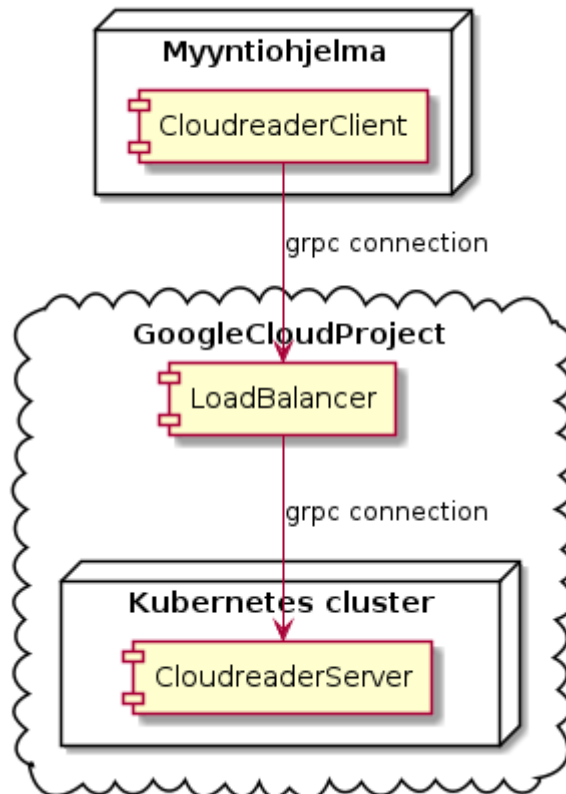 Myyntiohjelma
CloudreaderClient
grpc connection
GoogleCloudProject
LoadBalancer
grpc connection
Kubernetes cluster
CloudreaderServer